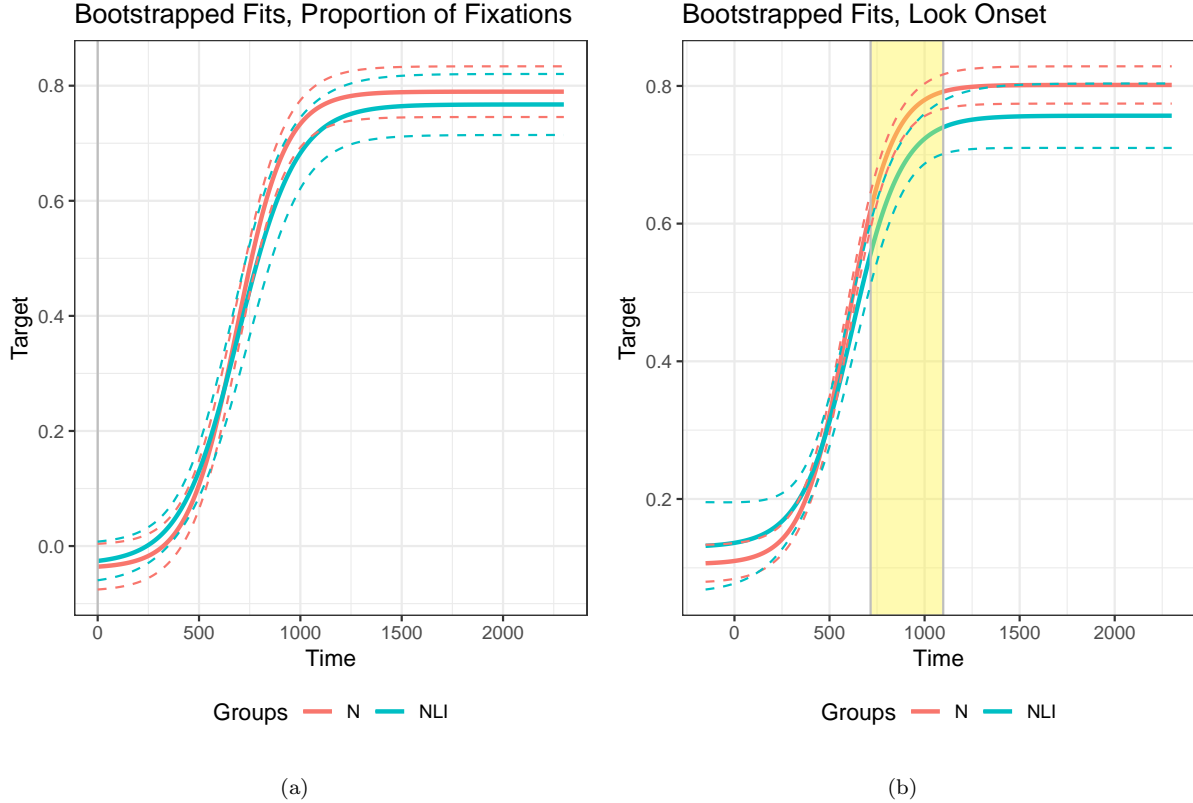 Bootstrapped Fits, Proportion of Fixations
0.8
0.6
0.4
0.2
0.0
Target
0 500 1000 1500 2000
Time
Groups N NLI
(a)
Bootstrapped Fits, Look Onset
0.8
0.6
0.4
0.2
Target
0 500 1000 1500 2000
Time
Groups N NLI
(b)